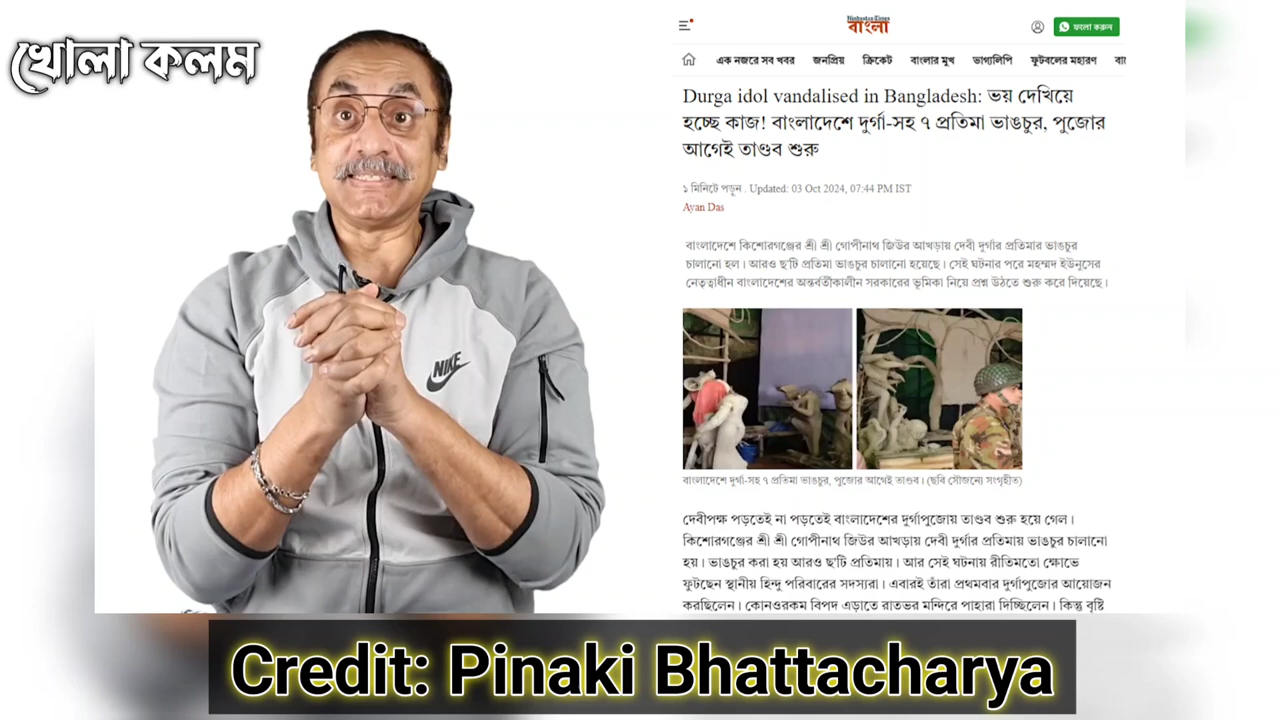 খোলা কলম
Hindustan Times
বাংলা
ফলো করুন
এক নজরে সব খবর জনপ্রিয় ক্রিকেট বাংলার মুখ ভাগ্যলিপি ফুটবলের মহারণ
Durga idol vandalised in Bangladesh: ভয় দেখিয়ে
হচ্ছে কাজ! বাংলাদেশে দুর্গা-সহ ৭ প্রতিমা ভাঙচুর, পুজোর
আগেই তাণ্ডব শুরু
১ মিনিটে পড়ুন . Updated: 03 Oct 2024, 07:44 PM IST
Ayan Das
বাংলাদেশে কিশোরগঞ্জের শ্রী শ্রী গোপীনাথ জিউর আখড়ায় দেবী দুর্গার প্রতিমার ভাঙচুর
চালানো হল। আরও ছ'টি প্রতিমা ভাঙচুর চালানো হয়েছে। সেই ঘটনার পরে মহম্মদ ইউনুসের
নেতৃত্বাধীন বাংলাদেশের অন্তর্বর্তীকালীন সরকারের ভূমিকা নিয়ে প্রশ্ন উঠতে শুরু করে দিয়েছে।
বাংলাদেশে দুর্গা-সহ ৭ প্রতিমা ভাঙচুর, পুজোর আগেই তাণ্ডব। (ছবি সৌজন্যে সংগৃহীত)
দেবীপক্ষ পড়তেই না পড়তেই বাংলাদেশের দুর্গাপুজোয় তাণ্ডব শুরু হয়ে গেল।
কিশোরগঞ্জের শ্রী শ্রী গোপীনাথ জিউর আখড়ায় দেবী দুর্গার প্রতিমায় ভাঙচুর চালানো
হয়। ভাঙচুর করা হয় আরও ছ'টি প্রতিমায়। আর সেই ঘটনায় রীতিমতো ক্ষোভে
ফুটছেন স্থানীয় হিন্দু পরিবারের সদস্যরা। এবারই তাঁরা প্রথমবার দুর্গাপুজোর আয়োজন
করছিলেন। কোনওরকম বিপদ এড়াতে রাতভর মন্দিরে পাহারা দিচ্ছিলেন। কিন্তু বৃষ্টি
NIKE
Credit: Pinaki Bhattacharya